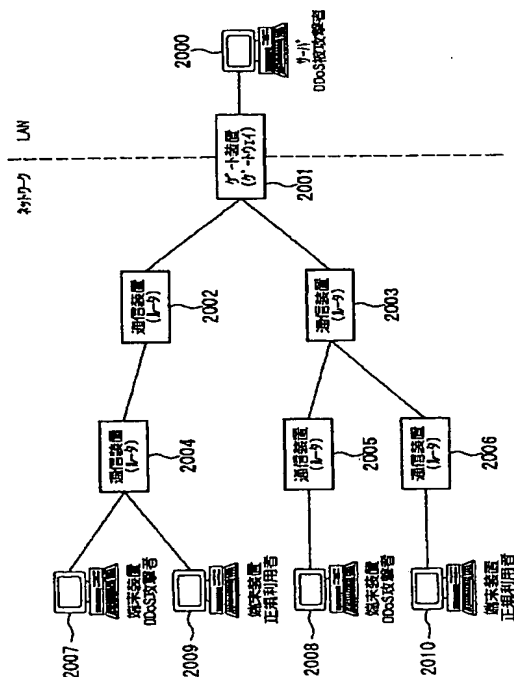 2000
サーバ
DDoS被攻撃者
LAN
ネットワーク
ゲート装置
(ゲートウェイ)
2001
通信装置
(ルータ)
2002
通信装置
(ルータ)
2003
通信装置
(ルータ)
2004
通信装置
(ルータ)
2005
通信装置
(ルータ)
2006
2007
端末装置
DDoS攻撃者
2009
端末装置
正規利用者
2008
端末装置
DDoS攻撃者
2010
端末装置
正規利用者